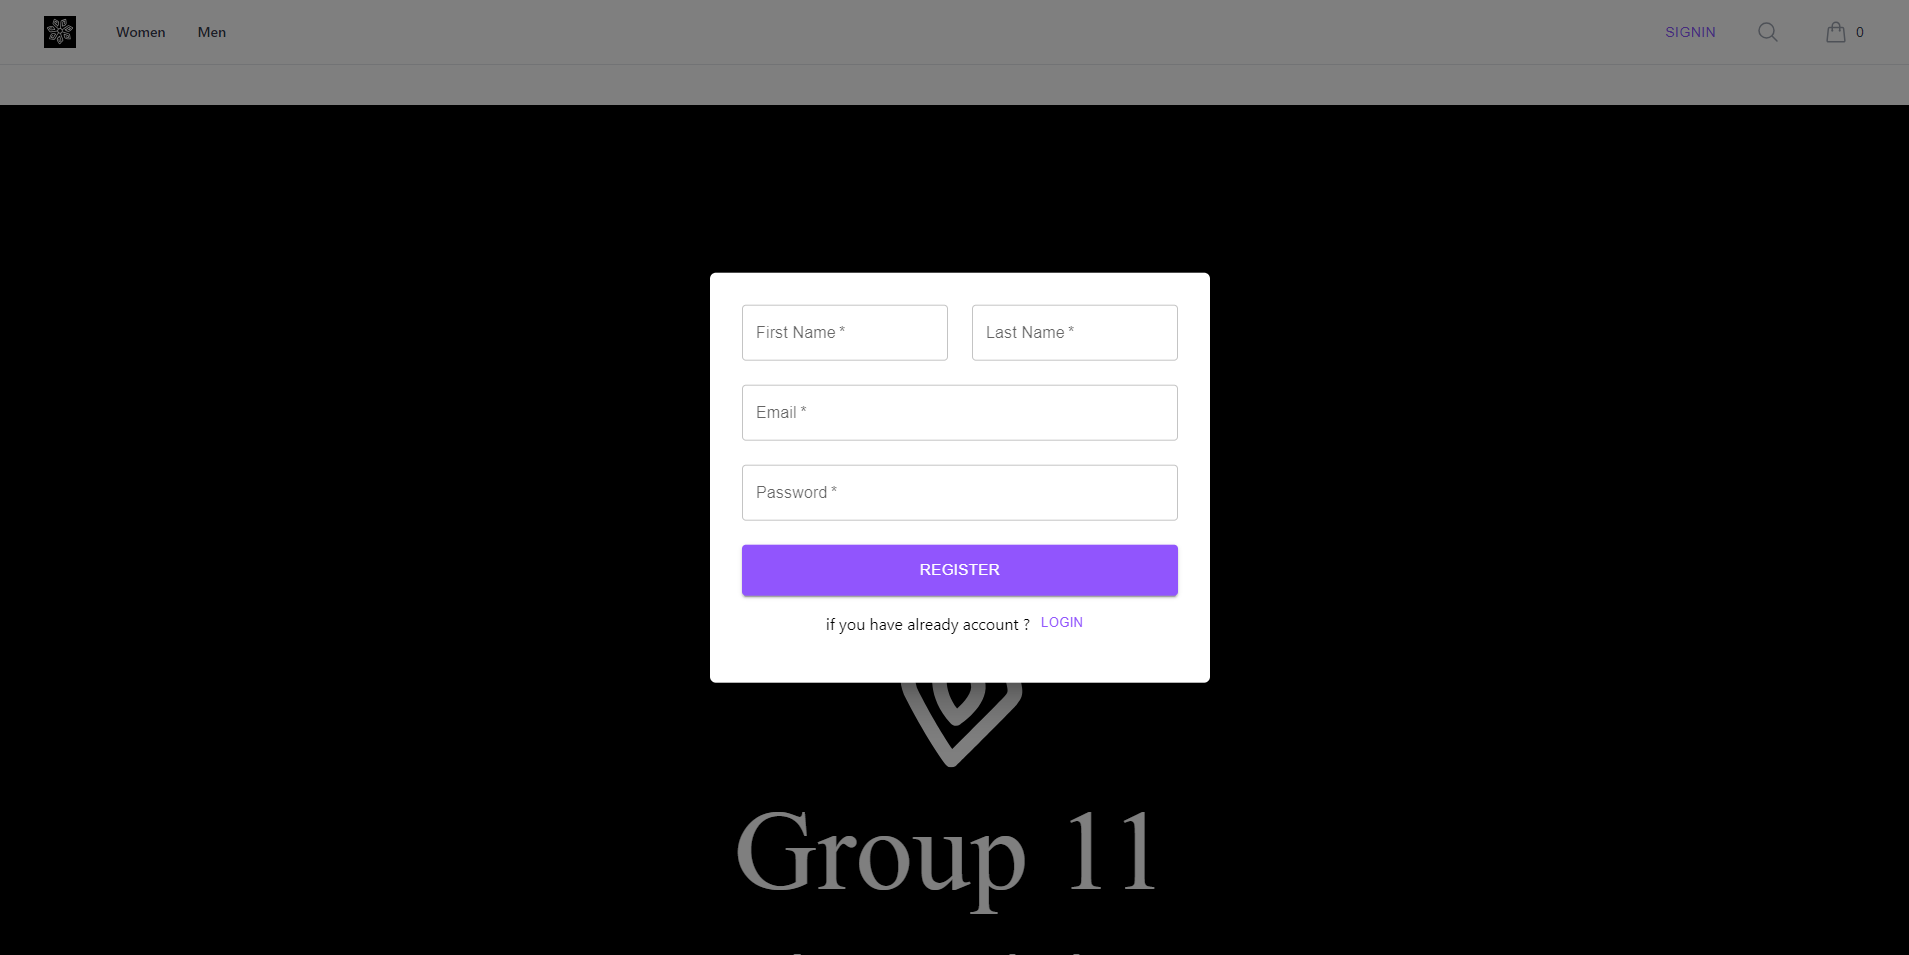 Women Men SIGNIN 0
First Name * Last Name *
Email *
Password *
REGISTER
if you have already account ? LOGIN
Group 11